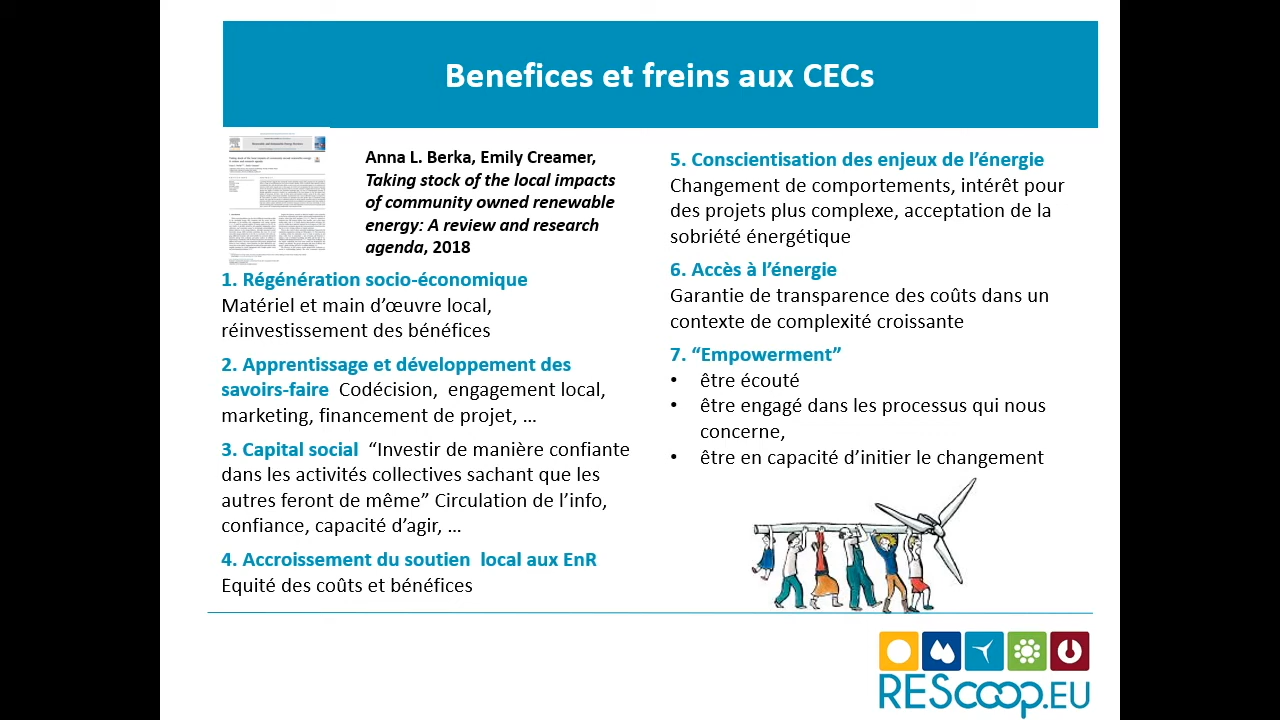 Benefices et freins aux CECs
Anna L. Berka, Emily Creamer,
Taking stock of the local impacts
of community owned renewable
energy: A review and research
agenda, 2018
1. Régénération socio-économique
Matériel et main d’œuvre local,
réinvestissement des bénéfices
2. Apprentissage et développement des
savoirs-faire Codécision, engagement local,
marketing, financement de projet, …
3. Capital social “Investir de manière confiante
dans les activités collectives sachant que les
autres feront de même” Circulation de l’info,
confiance, capacité d’agir, …
4. Accroissement du soutien local aux EnR
Equité des coûts et bénéfices
5. Conscientisation des enjeux de l’énergie
Changement de comportements, intérêt pour
des enjeux plus complexe, acceptation de la
sobriété energétique
6. Accès à l’énergie
Garantie de transparence des coûts dans un
contexte de complexité croissante
7. “Empowerment”
• être écouté
• être engagé dans les processus qui nous
concerne,
• être en capacité d’initier le changement
REScoop.EU